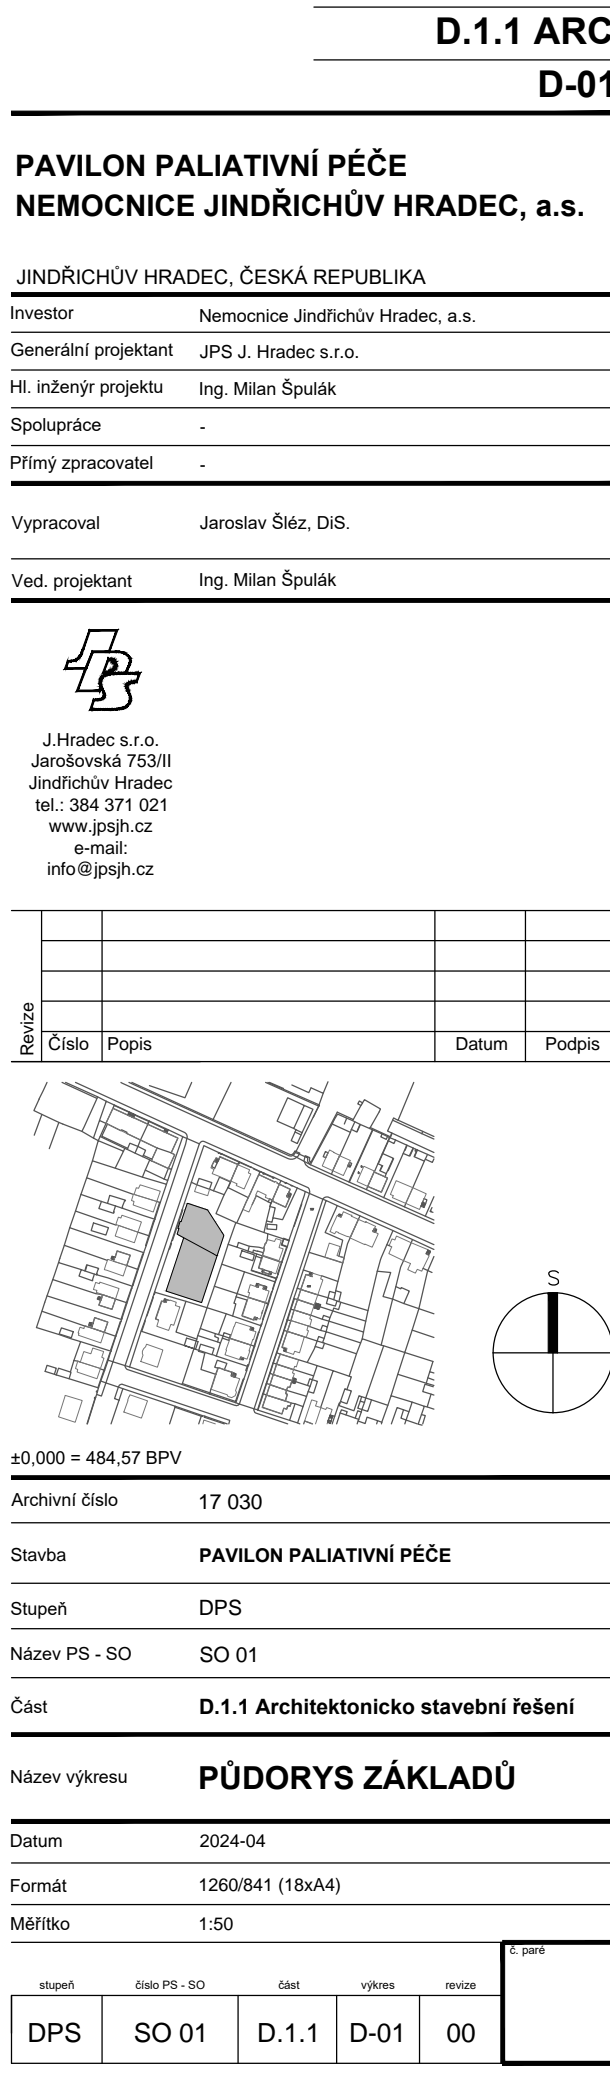 D.1.1 ARC
D-01
PAVILON PALIATIVNÍ PÉČE
NEMOCNICE JINDŘICHŮV HRADEC, a.s.
JINDŘICHŮV HRADEC, ČESKÁ REPUBLIKA
Investor Nemocnice Jindřichův Hradec, a.s.
Generální projektant JPS J. Hradec s.r.o.
Hl. inženýr projektu Ing. Milan Špulák
Spolupráce -
Přímý zpracovatel -
Vypracoval Jaroslav Šléz, DiS.
Ved. projektant Ing. Milan Špulák
JPS
J.Hradec s.r.o.
Jarošovská 753/II
Jindřichův Hradec
tel.: 384 371 021
www.jpsjh.cz
e-mail:
info@jpsjh.cz
Revize
Číslo Popis Datum Podpis
S
±0,000 = 484,57 BPV
Archivní číslo 17 030
Stavba PAVILON PALIATIVNÍ PÉČE
Stupeň DPS
Název PS - SO SO 01
Část D.1.1 Architektonicko stavební řešení
Název výkresu PŮDORYS ZÁKLADŮ
Datum 2024-04
Formát 1260/841 (18xA4)
Měřítko 1:50
č. paré
stupeň číslo PS - SO část výkres revize
DPS SO 01 D.1.1 D-01 00